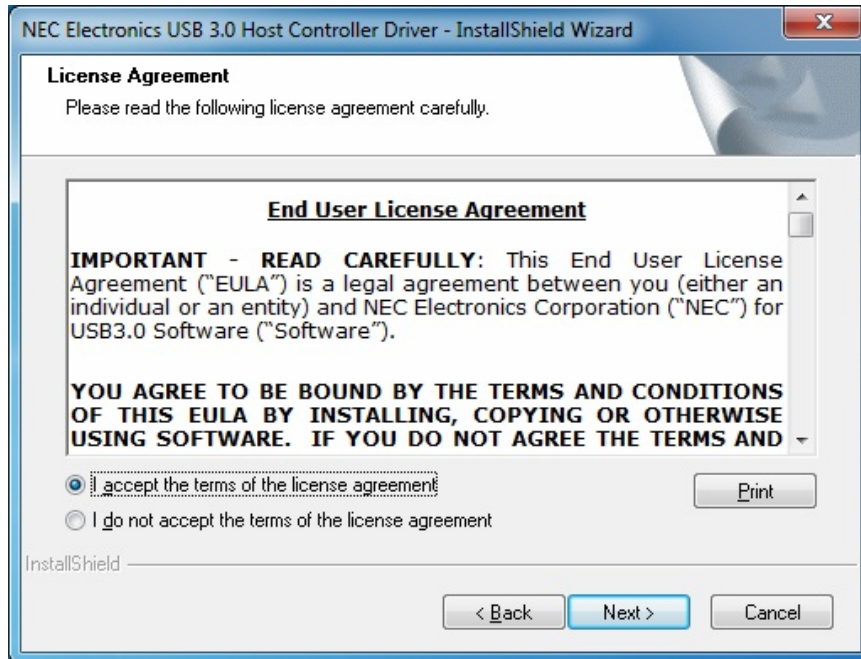 NEC Electronics USB 3.0 Host Controller Driver - InstallShield Wizard
License Agreement
Please read the following license agreement carefully.
End User License Agreement
IMPORTANT - READ CAREFULLY: This End User License
Agreement (“EULA”) is a legal agreement between you (either an
individual or an entity) and NEC Electronics Corporation (“NEC”) for
USB3.0 Software (“Software”).
YOU AGREE TO BE BOUND BY THE TERMS AND CONDITIONS
OF THIS EULA BY INSTALLING, COPYING OR OTHERWISE
USING SOFTWARE. IF YOU DO NOT AGREE THE TERMS AND
I accept the terms of the license agreement
Print
I do not accept the terms of the license agreement
InstallShield
< Back
Next >
Cancel